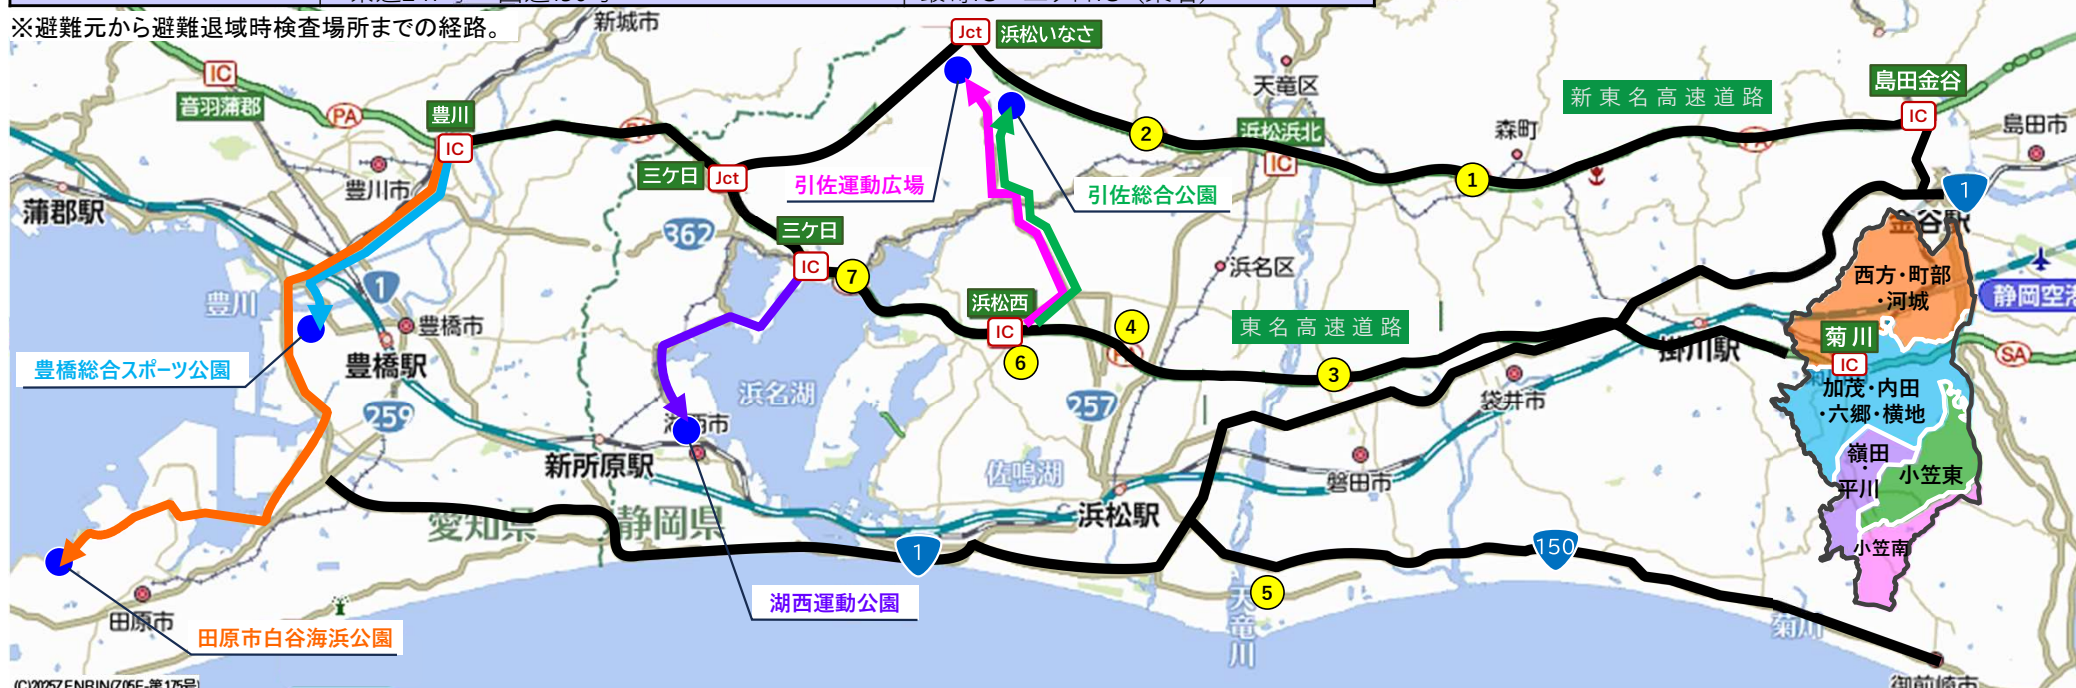 ※避難元から避難退域時検査場所までの経路。
新城市
Jct
浜松いなさ
IC
音羽蒲郡
PA
豊川
IC
天竜区
新東名高速道路
島田金谷
IC
島田市
2
浜松浜北
IC
森町
PA
1
豊川市
三ケ日
Jct
引佐運動広場
引佐総合公園
1
金谷駅
蒲郡駅
362
三ケ日
IC
7
浜名区
西方・町部
・河城
静岡空港
豊川
1
豊橋市
浜松西
IC
4
東名高速道路
菊川
IC
掛川駅
SA
豊橋総合スポーツ公園
豊橋駅
6
3
浜名湖
257
袋井市
加茂・内田
・六郷・横地
259
湖西市
新所原駅
佐鳴湖
磐田市
嶺田
・
平川
小笠東
愛知県
静岡県
浜松駅
1
150
小笠南
5
天竜川
田原市
湖西運動公園
田原市白谷海浜公園
菊川
御前崎市